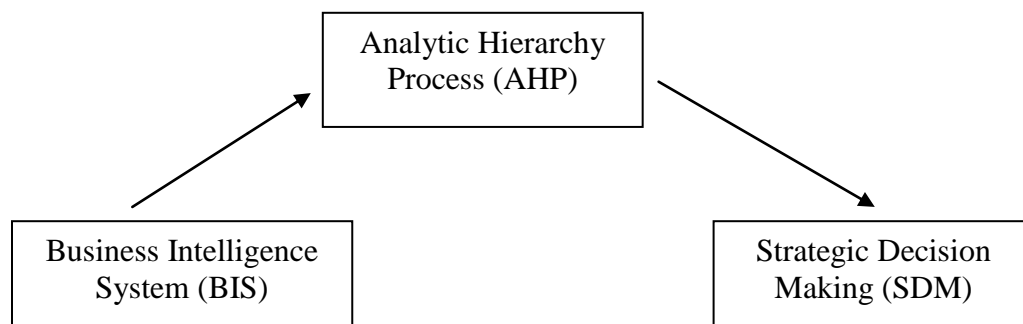 Analytic Hierarchy
Process (AHP)
Business Intelligence
System (BIS)
Strategic Decision
Making (SDM)